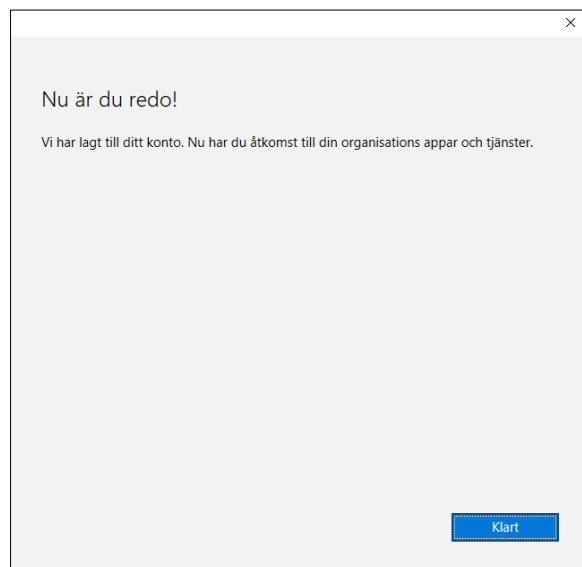 Nu är du redo!
Vi har lagt till ditt konto. Nu har du åtkomst till din organisations appar och tjänster.
Klart